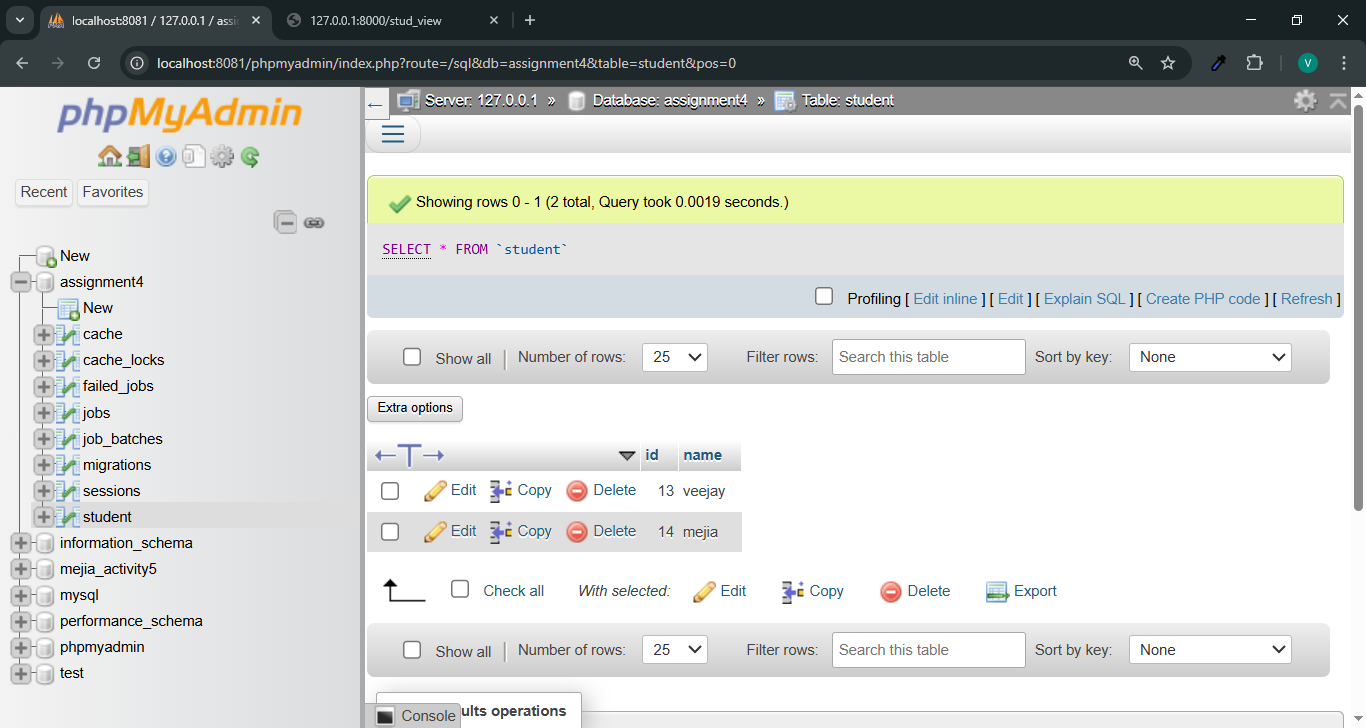 localhost:8081 / 127.0.0.1 / assi
127.0.0.1:8000/stud_view
localhost:8081/phpmyadmin/index.php?route=/sql&db=assignment4&table=student&pos=0
V
phpMyAdmin
Recent Favorites
New
assignment4
New
cache
cache_locks
failed_jobs
jobs
job_batches
migrations
sessions
student
information_schema
mejia_activity5
mysql
performance_schema
phpmyadmin
test
Server: 127.0.0.1 » Database: assignment4 » Table: student
Showing rows 0 - 1 (2 total, Query took 0.0019 seconds.)
SELECT * FROM `student`
Profiling [ Edit inline ] [ Edit ] [ Explain SQL ] [ Create PHP code ] [ Refresh ]
Show all | Number of rows: 25 Filter rows: Search this table Sort by key: None
Extra options
id name
Edit Copy Delete 13 veejay
Edit Copy Delete 14 mejia
Check all With selected: Edit Copy Delete Export
Show all | Number of rows: 25 Filter rows: Search this table Sort by key: None
ults operations
Console